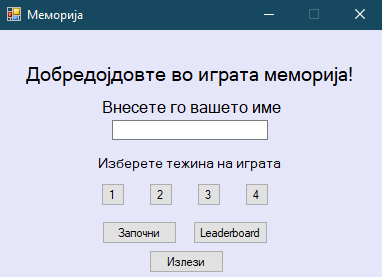 Меморија
Добредојдовте во играта меморија!
Внесете го вашето име
Изберете тежина на играта
1 2 3 4
Започни Leaderboard
Излези